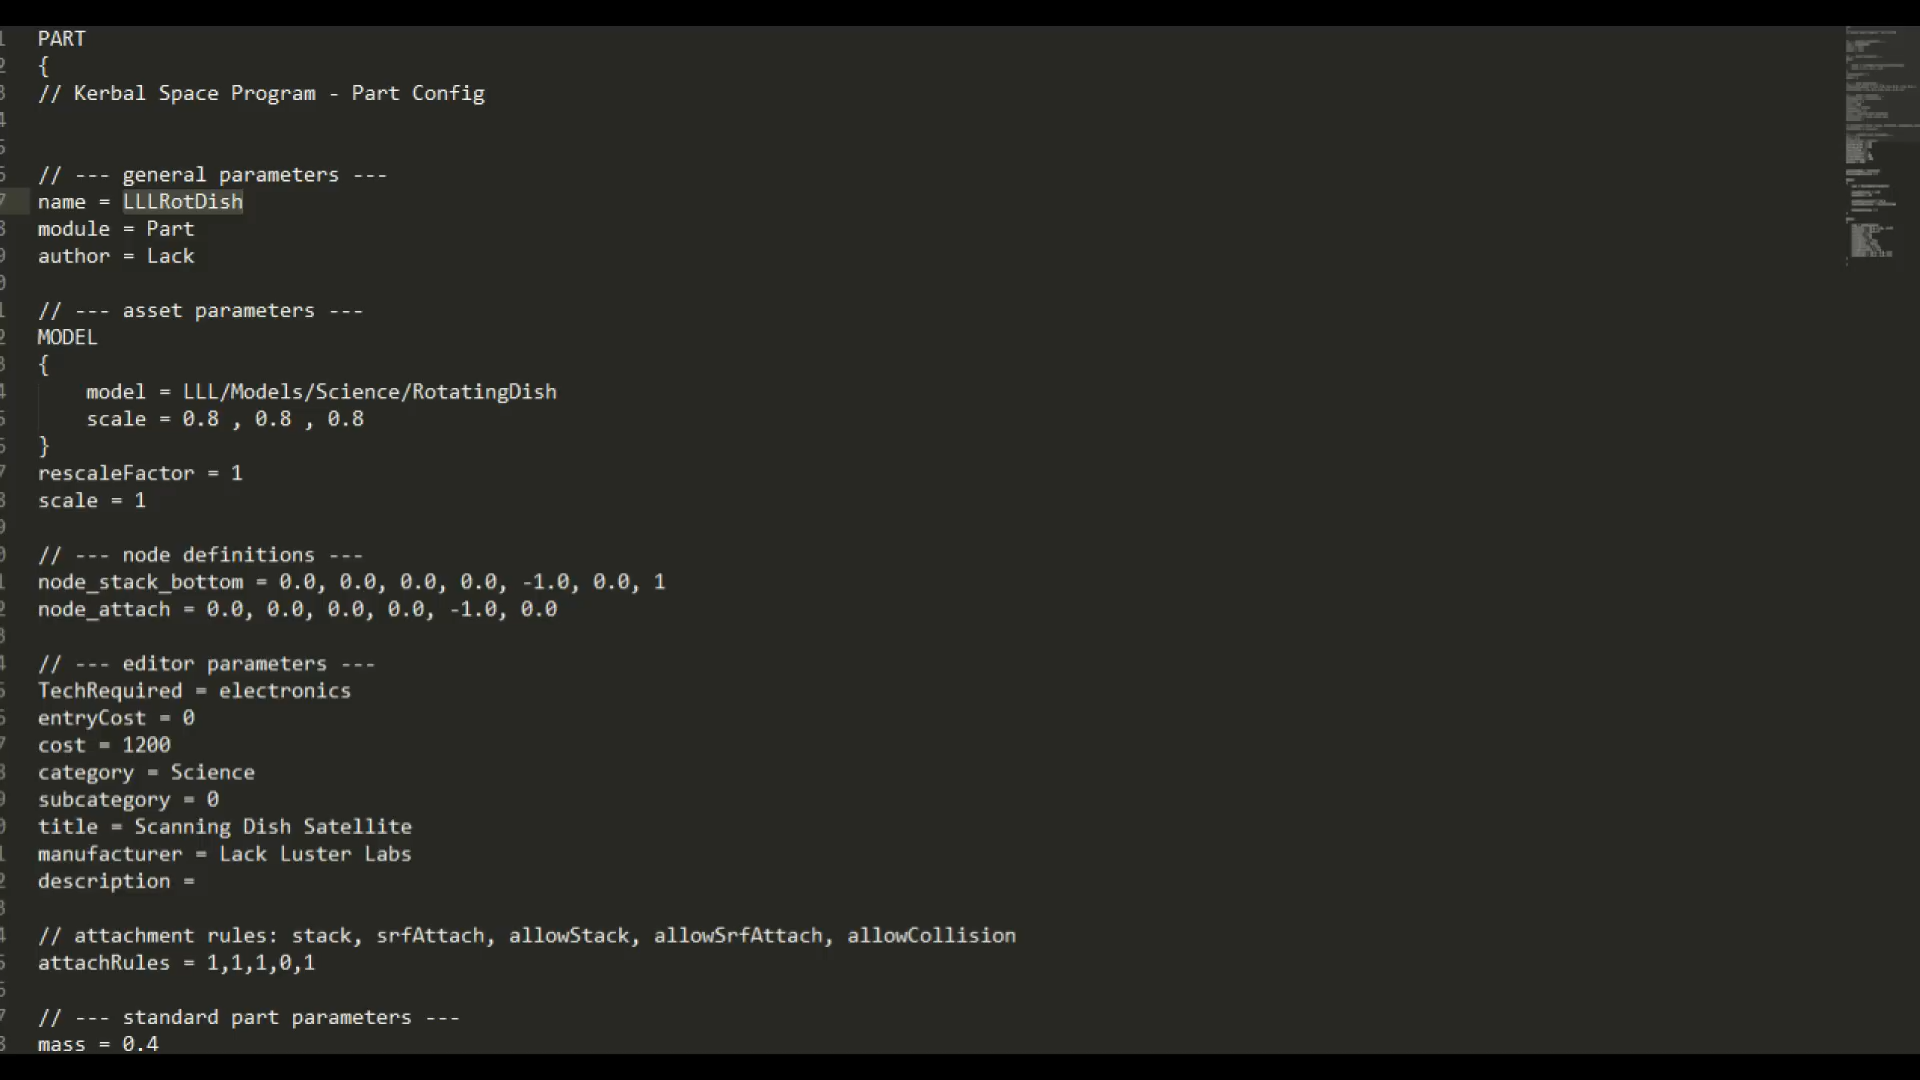 PART
{
// Kerbal Space Program - Part Config
// --- general parameters ---
name = LLLRotDish
module = Part
author = Lack
// --- asset parameters ---
MODEL
{
model = LLL/Models/Science/RotatingDish
scale = 0.8 , 0.8 , 0.8
}
rescaleFactor = 1
scale = 1
// --- node definitions ---
node_stack_bottom = 0.0, 0.0, 0.0, 0.0, -1.0, 0.0, 1
node_attach = 0.0, 0.0, 0.0, 0.0, -1.0, 0.0
// --- editor parameters ---
TechRequired = electronics
entryCost = 0
cost = 1200
category = Science
subcategory = 0
title = Scanning Dish Satellite
manufacturer = Lack Luster Labs
description =
// attachment rules: stack, srfAttach, allowStack, allowSrfAttach, allowCollision
attachRules = 1,1,1,0,1
// --- standard part parameters ---
mass = 0.4